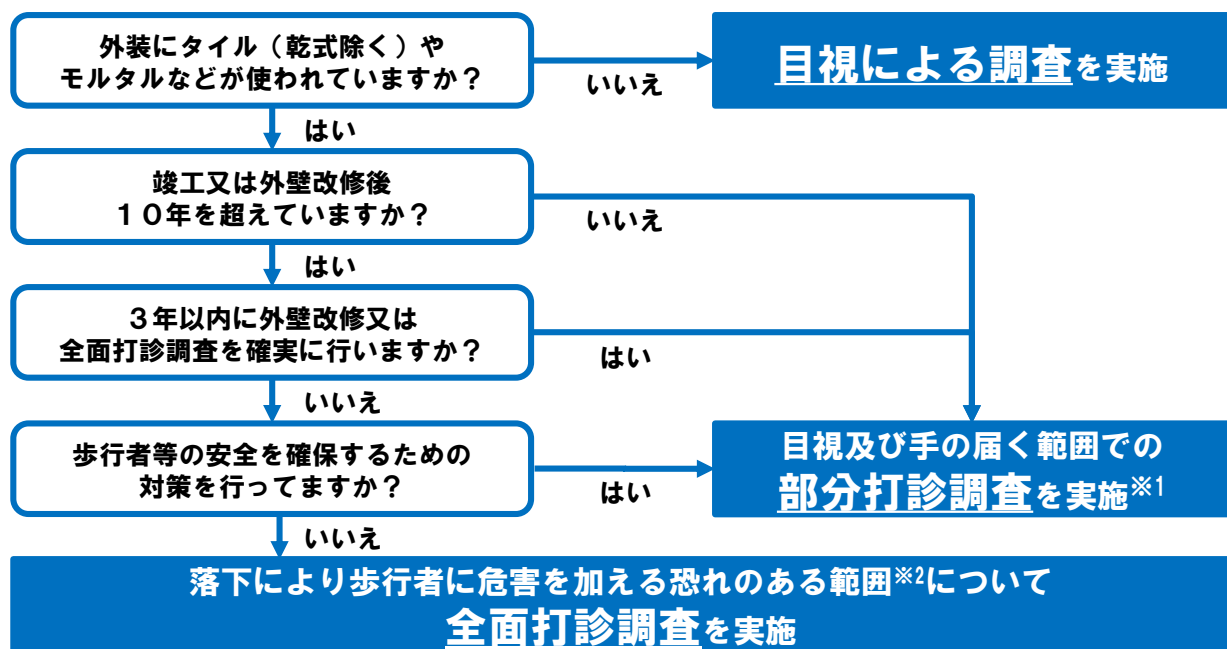 外装にタイル（乾式除く）や
モルタルなどが使われていますか？
いいえ
目視による調査を実施
はい
竣工又は外壁改修後
１０年を超えていますか？
いいえ
はい
３年以内に外壁改修又は
全面打診調査を確実に行いますか？
はい
いいえ
歩行者等の安全を確保するための
対策を行ってますか？
はい
目視及び手の届く範囲での
部分打診調査を実施※1
いいえ
落下により歩行者に危害を加える恐れのある範囲※2について
全面打診調査を実施